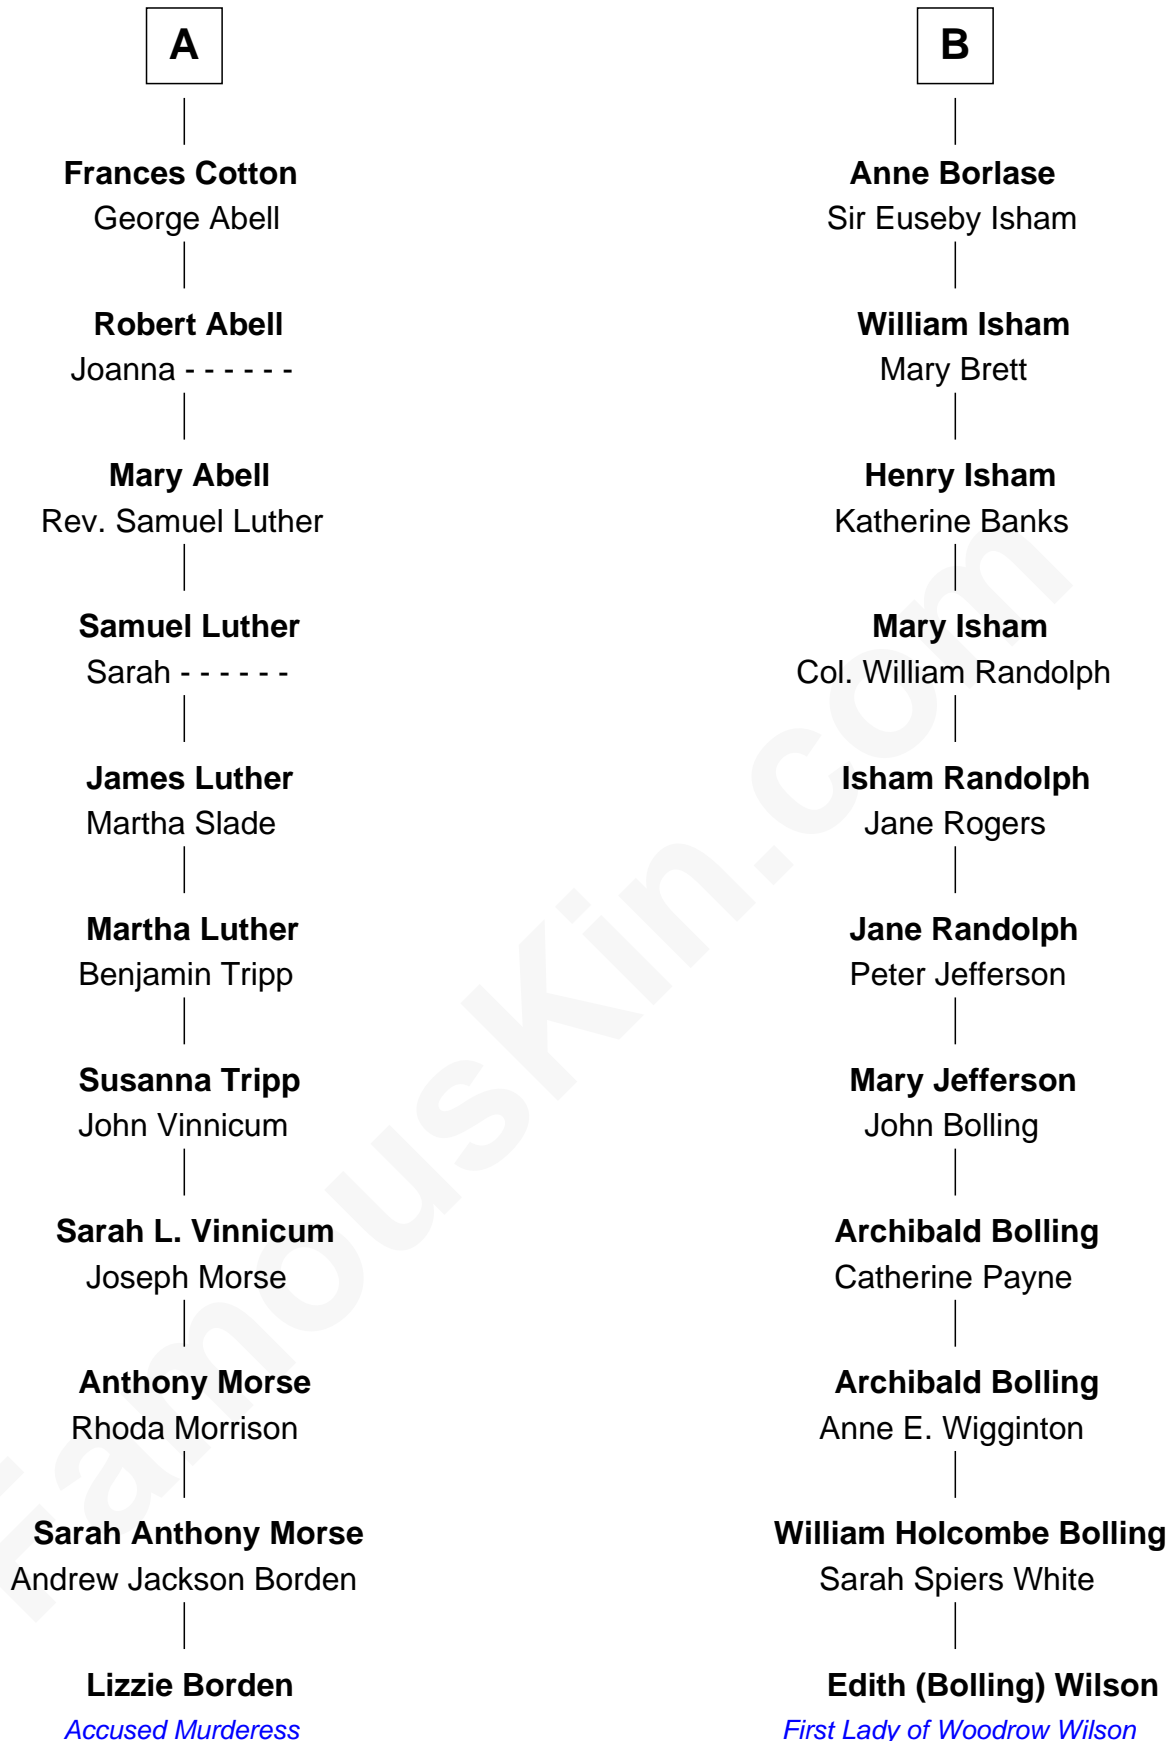 A
Frances Cotton
George Abell
Robert Abell
Joanna - - - - - -
Mary Abell
Rev. Samuel Luther
Samuel Luther
Sarah - - - - - -
James Luther
Martha Slade
Martha Luther
Benjamin Tripp
Susanna Tripp
John Vinnicum
Sarah L. Vinnicum
Joseph Morse
Anthony Morse
Rhoda Morrison
Sarah Anthony Morse
Andrew Jackson Borden
Lizzie Borden
Accused Murderess
B
Anne Borlase
Sir Euseby Isham
William Isham
Mary Brett
Henry Isham
Katherine Banks
Mary Isham
Col. William Randolph
Isham Randolph
Jane Rogers
Jane Randolph
Peter Jefferson
Mary Jefferson
John Bolling
Archibald Bolling
Catherine Payne
Archibald Bolling
Anne E. Wigginton
William Holcombe Bolling
Sarah Spiers White
Edith (Bolling) Wilson
First Lady of Woodrow Wilson
FamousKin.com